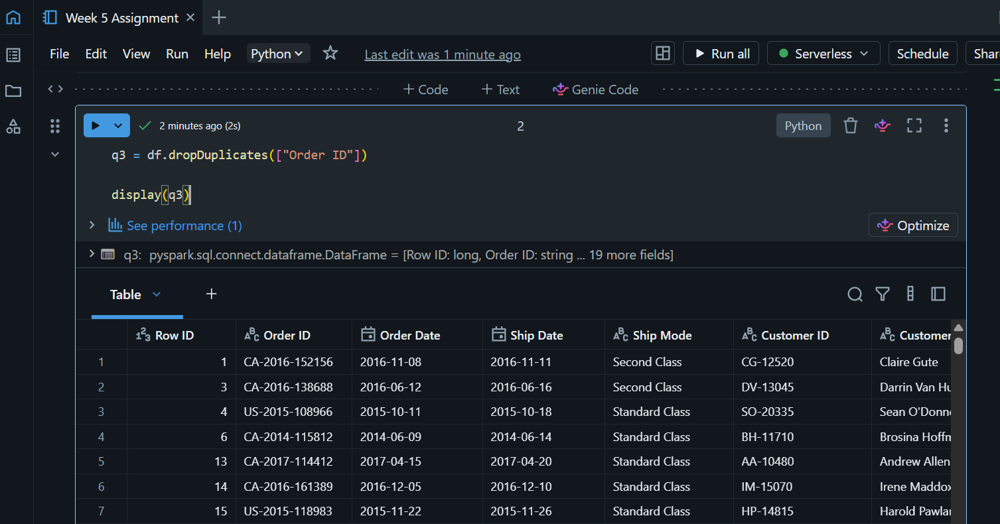 Week 5 Assignment
File Edit View Run Help Python Last edit was 1 minute ago Run all Serverless Schedule Shar
+ Code + Text Genie Code
2 minutes ago (2s) 2 Python
q3 = df.dropDuplicates(["Order ID"])
display(q3)
See performance (1) Optimize
q3: pyspark.sql.connect.dataframe.DataFrame = [Row ID: long, Order ID: string ... 19 more fields]
Table +
Row ID Order ID Order Date Ship Date Ship Mode Customer ID Customer
1 1 CA-2016-152156 2016-11-08 2016-11-11 Second Class CG-12520 Claire Gute
2 3 CA-2016-138688 2016-06-12 2016-06-16 Second Class DV-13045 Darrin Van Hu
3 4 US-2015-108966 2015-10-11 2015-10-18 Standard Class SO-20335 Sean O'Donn
4 6 CA-2014-115812 2014-06-09 2014-06-14 Standard Class BH-11710 Brosina Hoffm
5 13 CA-2017-114412 2017-04-15 2017-04-20 Standard Class AA-10480 Andrew Allen
6 14 CA-2016-161389 2016-12-05 2016-12-10 Standard Class IM-15070 Irene Maddox
7 15 US-2015-118983 2015-11-22 2015-11-26 Standard Class HP-14815 Harold Pawlar